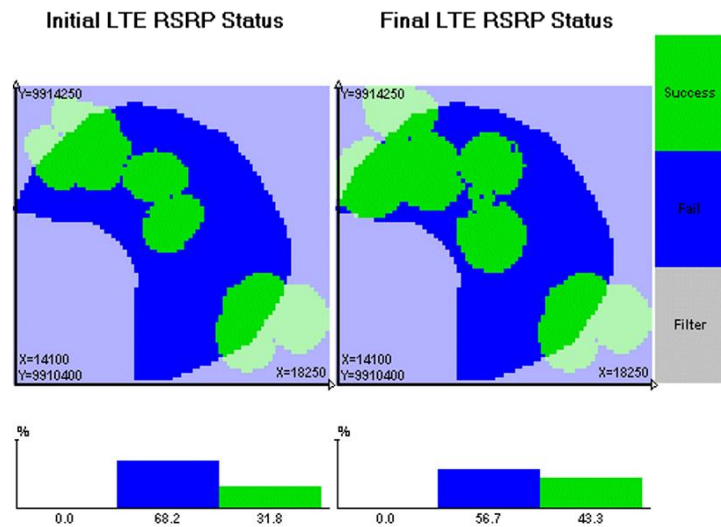 Initial LTE RSRP Status
Final LTE RSRP Status
Y=9914250
Y=9914250
Success
Fail
Filter
X=14100
Y=9910400
X=18250
X=14100
Y=9910400
X=18250
%
0.0 68.2 31.8
%
0.0 56.7 43.3